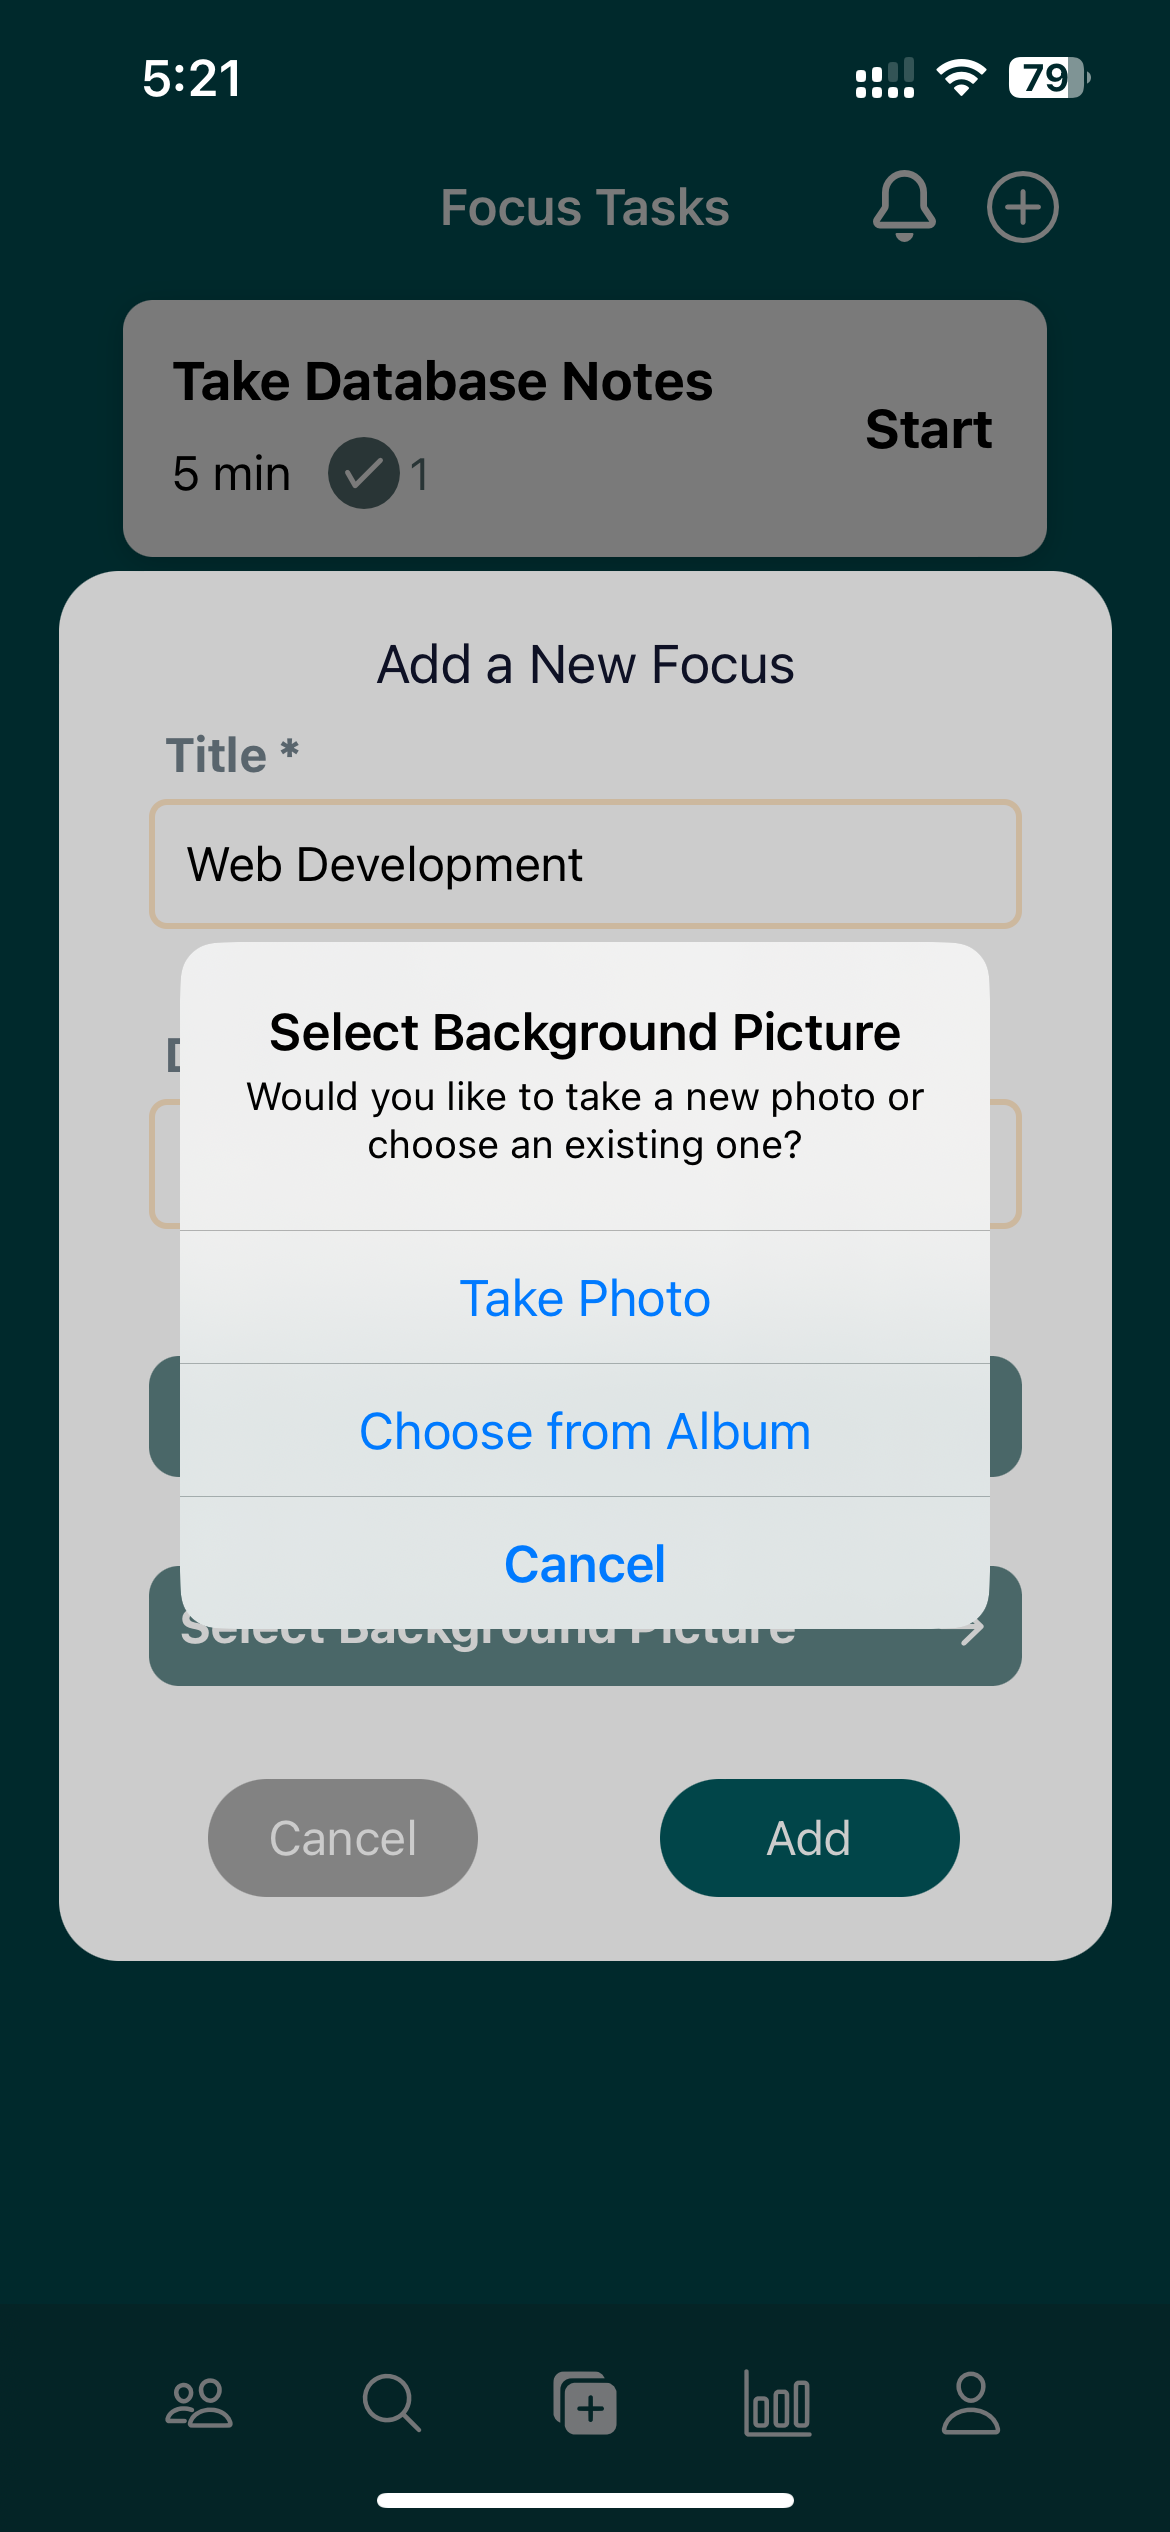 5:21
79
Focus Tasks
Take Database Notes
5 min
1
Start
Add a New Focus
Title *
Web Development
Select Background Picture
Would you like to take a new photo or
choose an existing one?
Take Photo
Choose from Album
Cancel
Select Background Picture
Cancel
Add